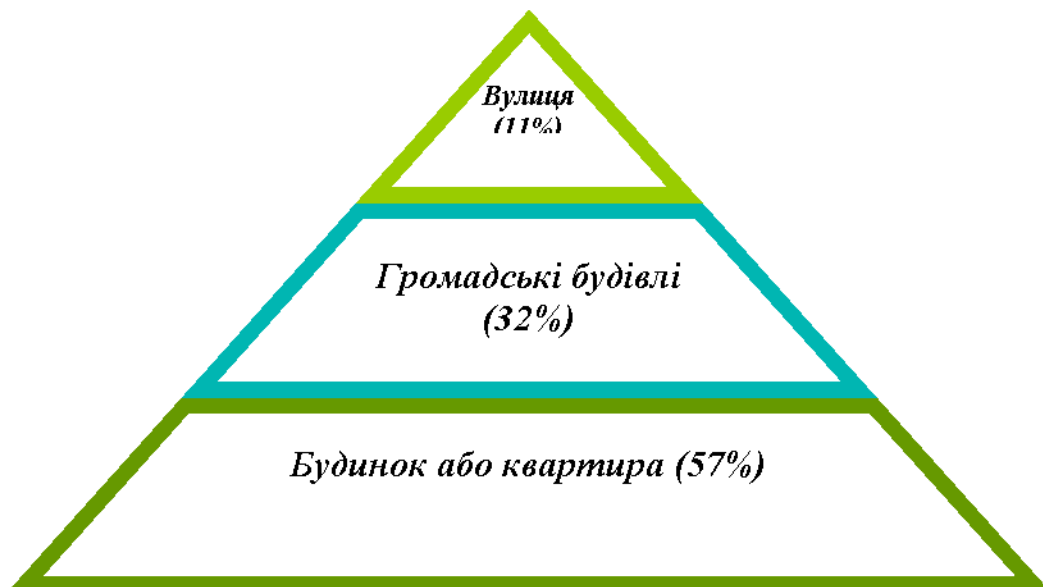 Вулиця
(11%)
Громадські будівлі
(32%)
Будинок або квартира (57%)